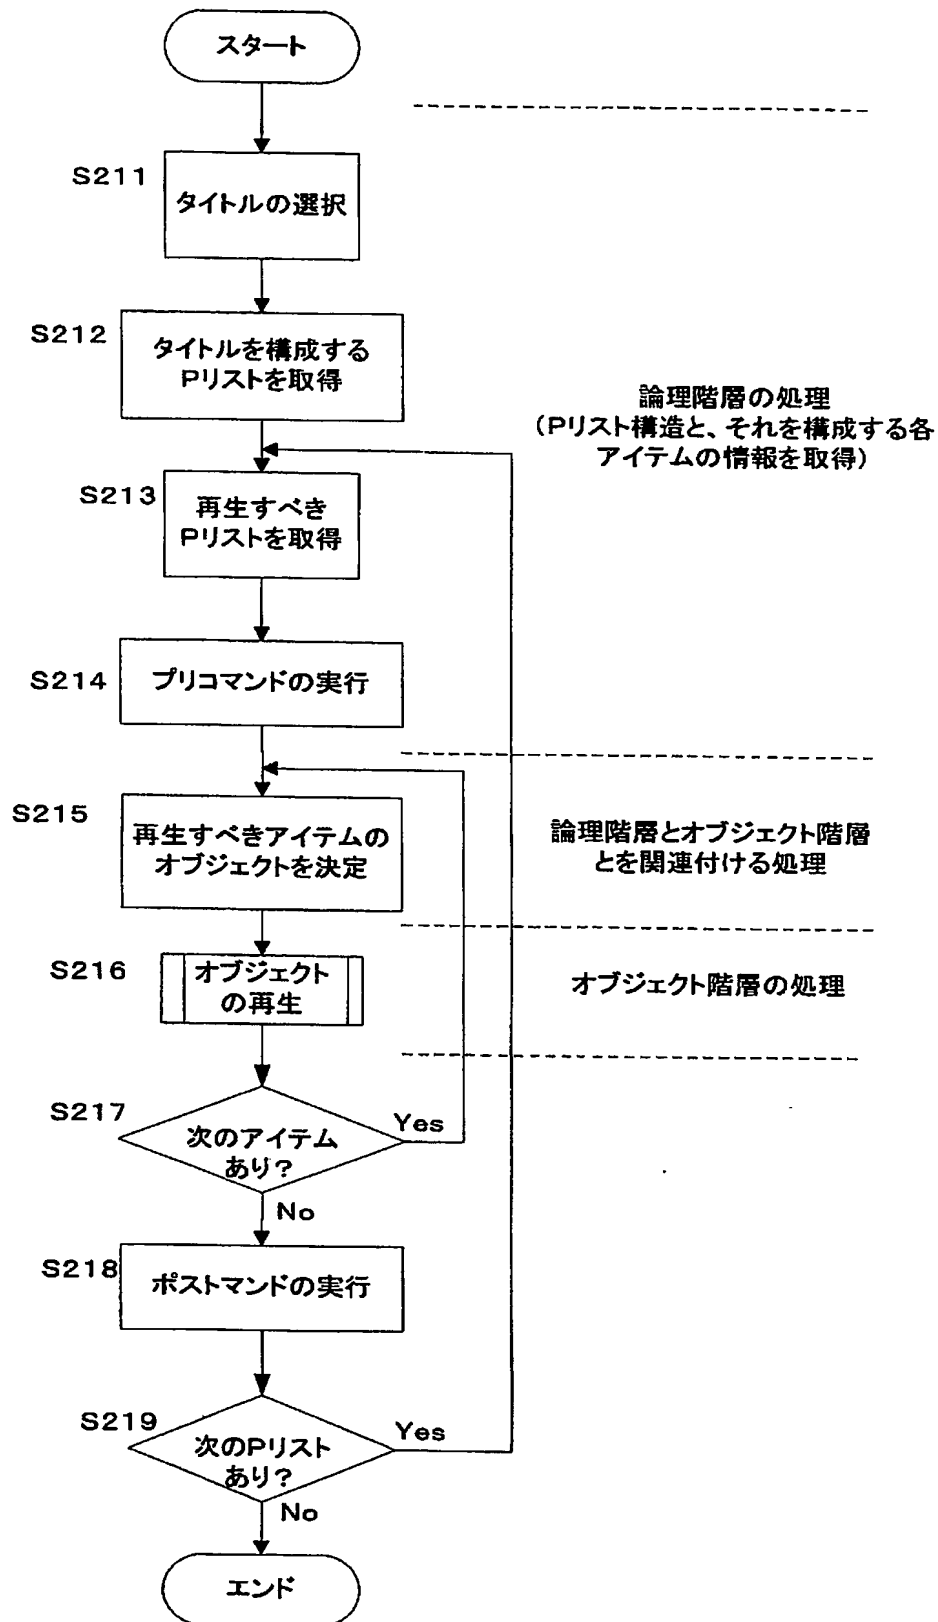 スタート
S211
タイトルの選択
S212
タイトルを構成する
Pリストを取得
論理階層の処理
(Pリスト構造と、それを構成する各
アイテムの情報を取得)
S213
再生すべき
Pリストを取得
S214
プリコマンドの実行
S215
再生すべきアイテムの
オブジェクトを決定
論理階層とオブジェクト階層
とを関連付ける処理
S216
オブジェクト
の再生
オブジェクト階層の処理
S217
次のアイテム
あり?
Yes
No
S218
ポストマンドの実行
S219
次のPリスト
あり?
Yes
No
エンド